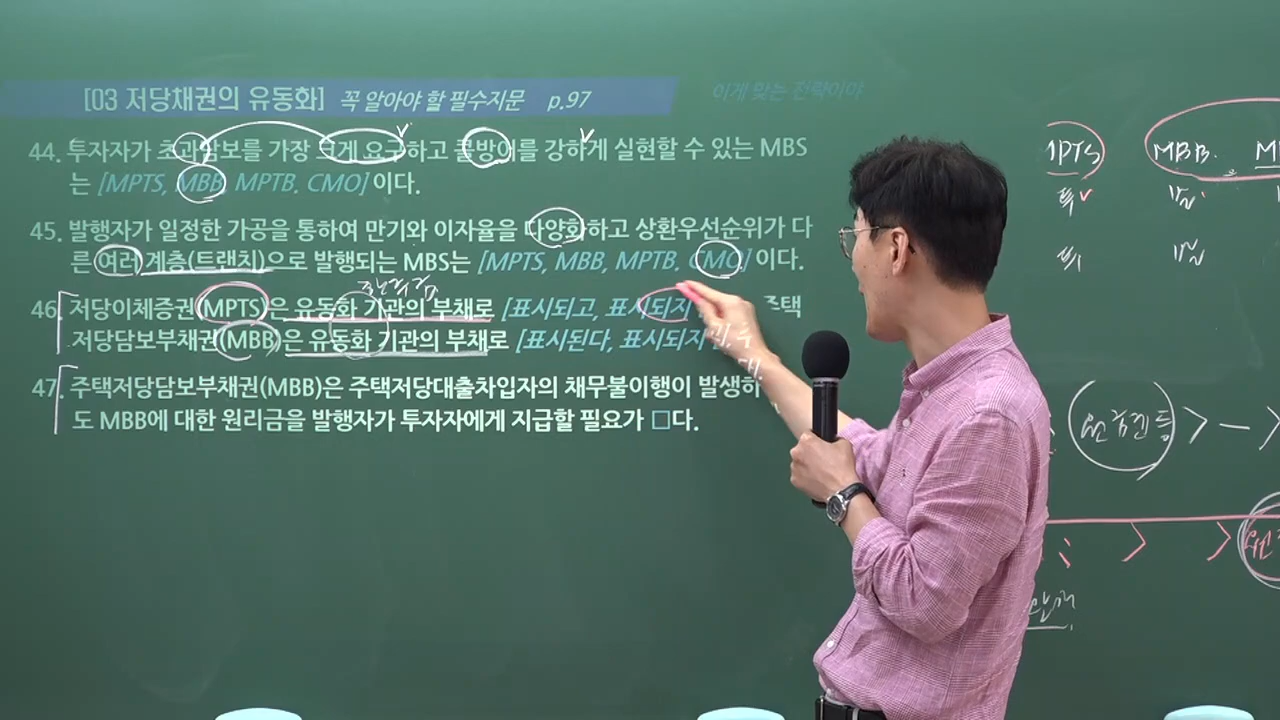 [03 저당채권의 유동화] 꼭 알아야 할 필수지문 p.97
이게 맞는 전략이야
44. 투자자가 초과담보를 가장 크게 요구하고 콜방어를 강하게 실현할 수 있는 MBS
는 [MPTS, MBB, MPTB, CMO] 이다.
45. 발행자가 일정한 가공을 통하여 만기와 이자율을 다양화하고 상환우선순위가 다
른 여러 계층(트랜치)으로 발행되는 MBS는 [MPTS, MBB, MPTB, CMO] 이다.
46. 저당이체증권(MPTS)은 유동화 기관의 부채로 [표시되고, 표시되지 주택
저당담보부채권(MBB)은 유동화 기관의 부채로 [표시된다, 표시되지
47. 주택저당담보부채권(MBB)은 주택저당대출차입자의 채무불이행이 발생하
도 MBB에 대한 원리금을 발행자가 투자자에게 지급할 필요가 □다.
MBB.
투
발
투
발